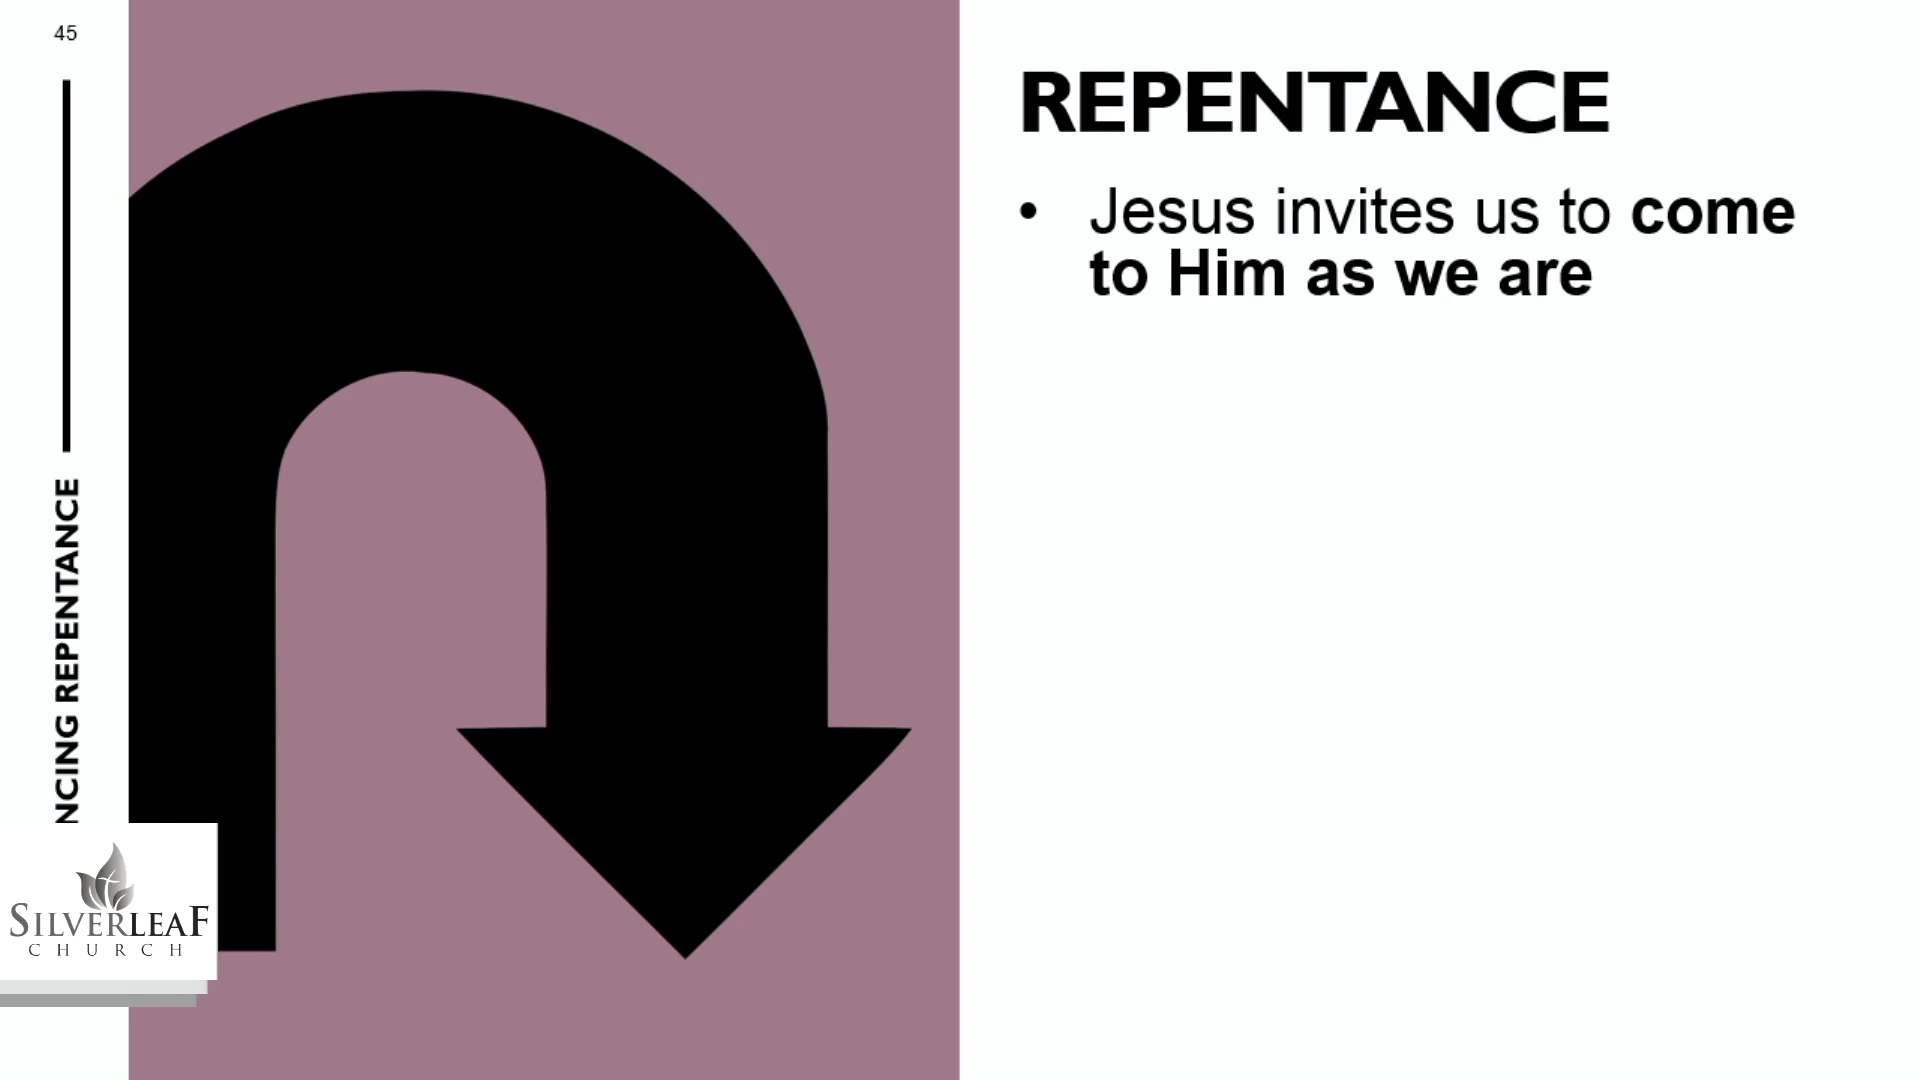 45
REPENTANCE
• Jesus invites us to come
to Him as we are
NCING REPENTANCE
SILVERLEAF
CHURCH